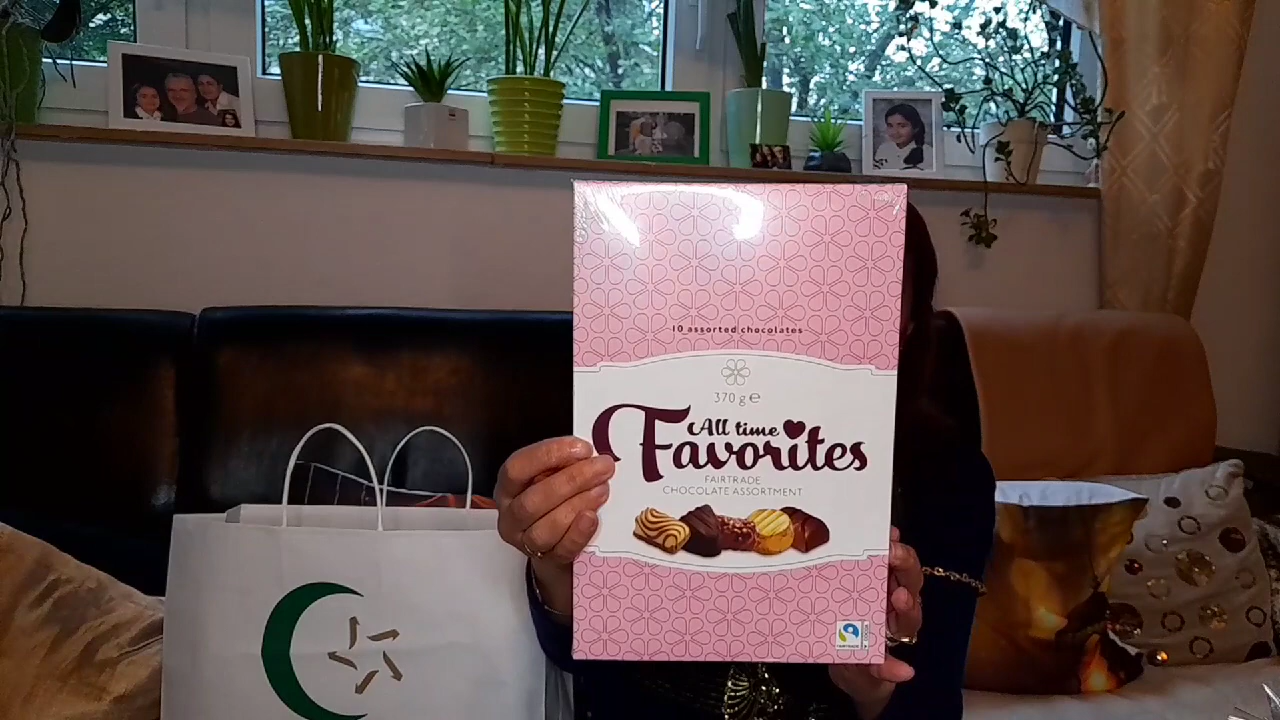 10 assorted chocolates
370 g e
All time
Favorites
FAIRTRADE
CHOCOLATE ASSORTMENT